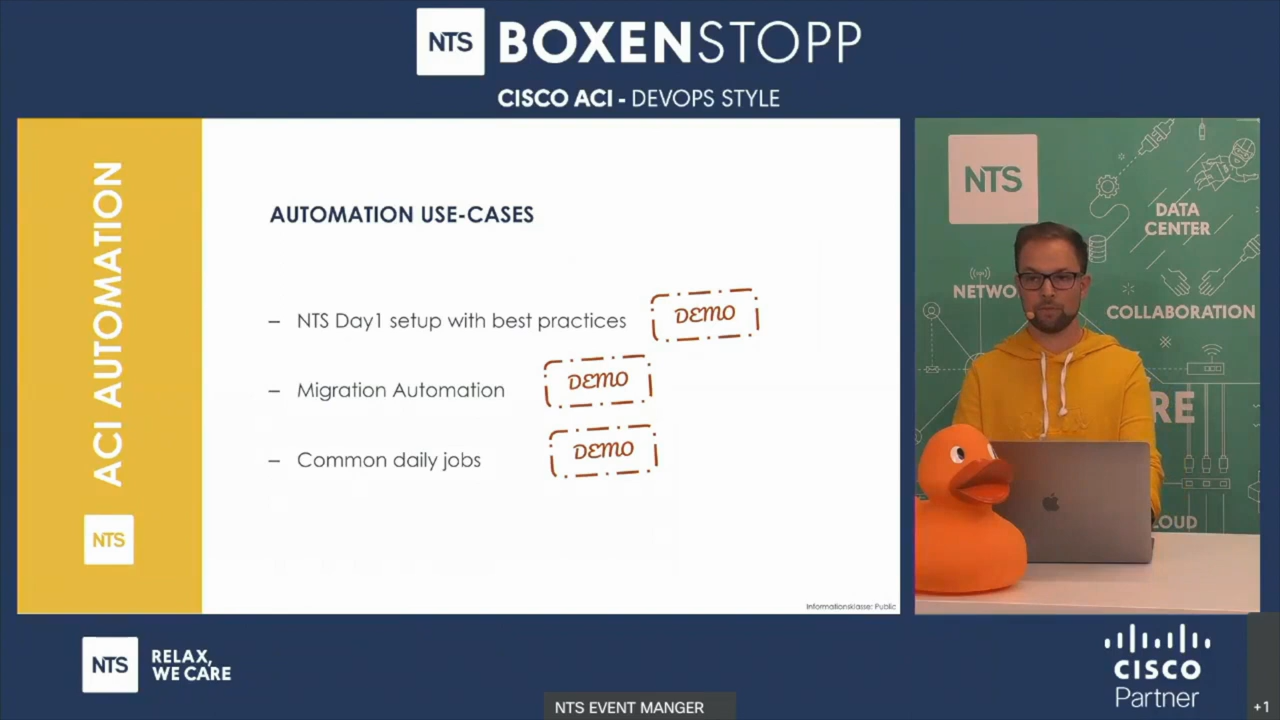 NTS
BOXENSTOPP
CISCO ACI - DEVOPS STYLE
ACI AUTOMATION
NTS
AUTOMATION USE-CASES
– NTS Day1 setup with best practices
DEMO
– Migration Automation
DEMO
– Common daily jobs
DEMO
Informationsklasse: Public
NTS
DATA
CENTER
NETWO
COLLABORATION
RE
LOUD
NTS
RELAX,
WE CARE
CISCO
Partner
NTS EVENT MANGER
+1